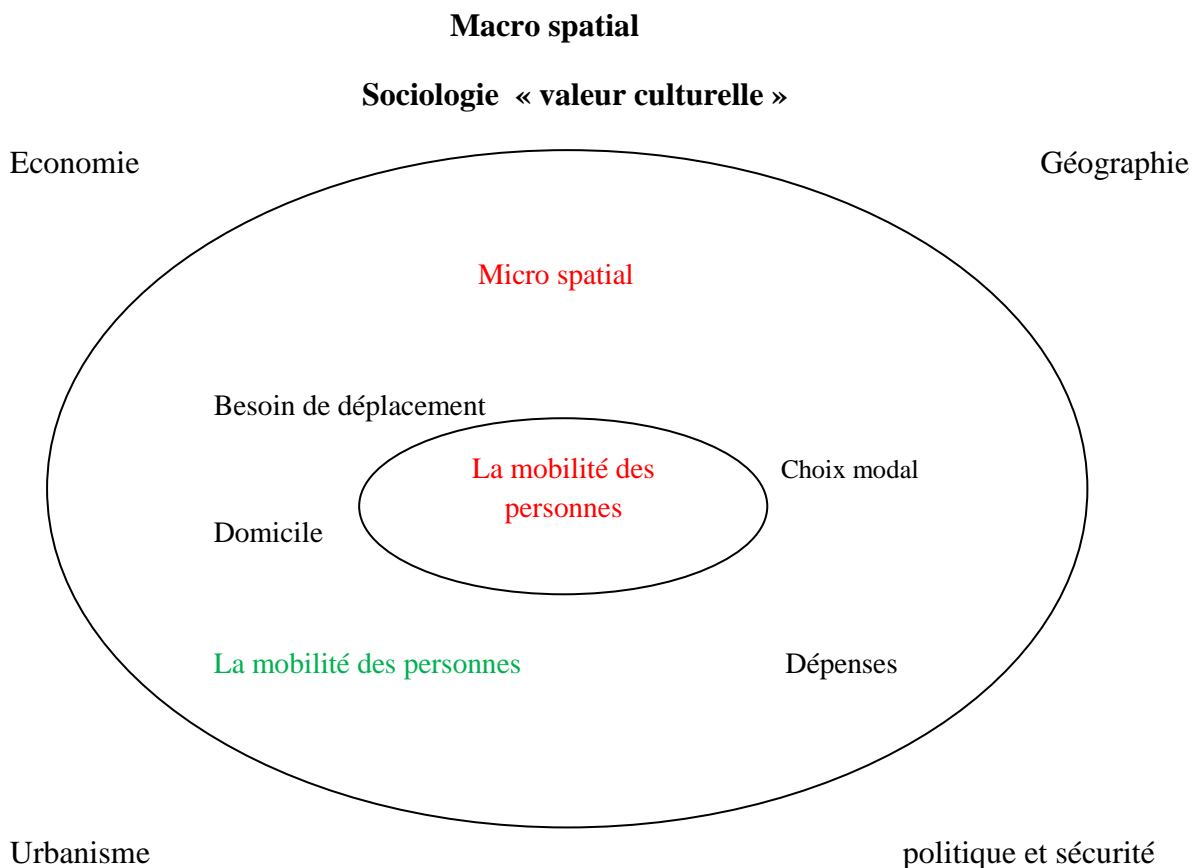 Macro spatial
Sociologie « valeur culturelle »
Economie
Géographie
Micro spatial
Besoin de déplacement
La mobilité des
personnes
Choix modal
Domicile
La mobilité des personnes
Dépenses
Urbanisme
politique et sécurité